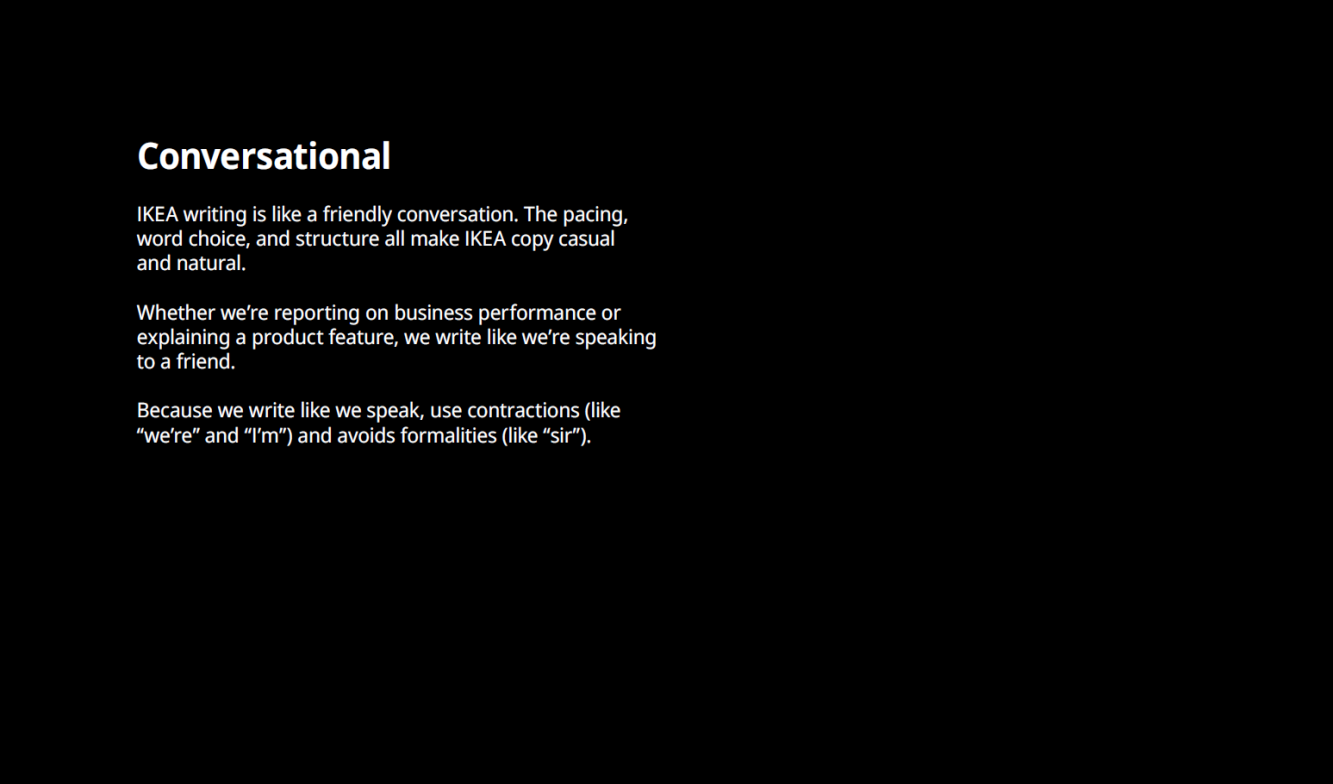 Conversational
IKEA writing is like a friendly conversation. The pacing,
word choice, and structure all make IKEA copy casual
and natural.
Whether we’re reporting on business performance or
explaining a product feature, we write like we’re speaking
to a friend.
Because we write like we speak, use contractions (like
“we’re” and “I’m”) and avoids formalities (like “sir”).